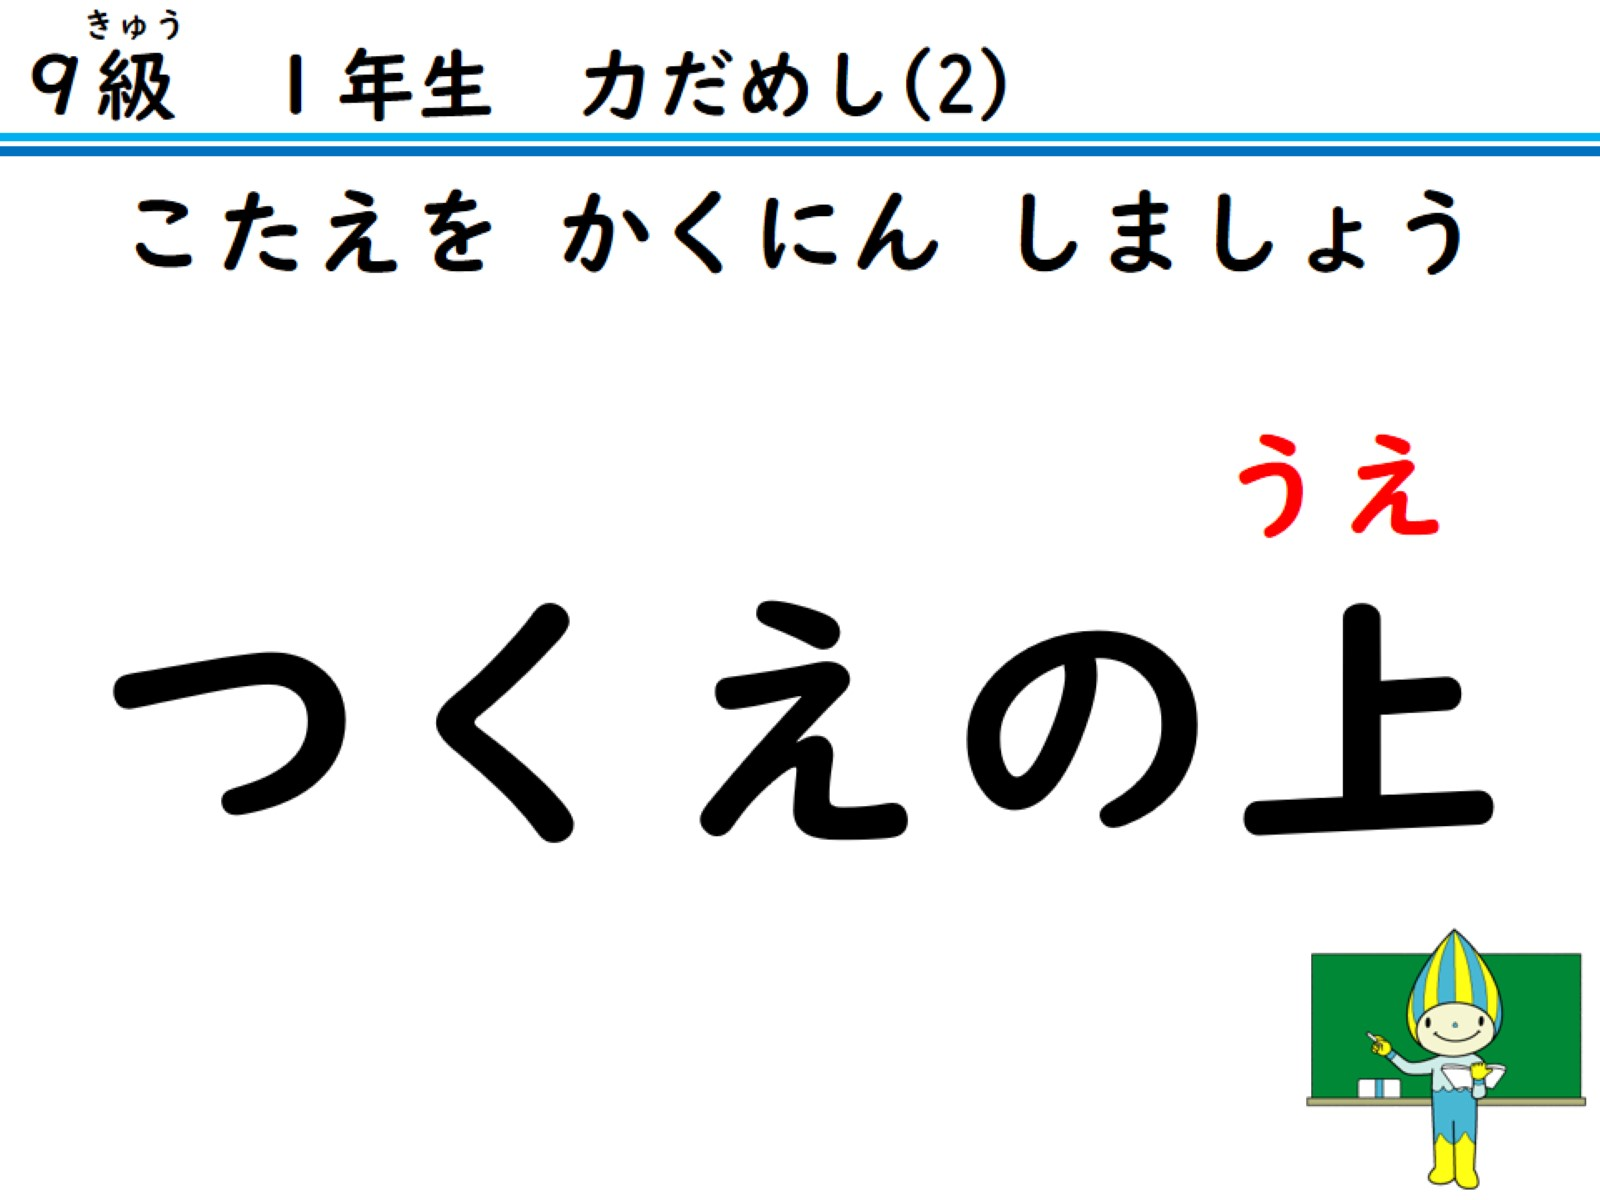 きゅう
9級 1年生 力だめし(2)
こたえを かくにん しましょう
うえ
つくえの上